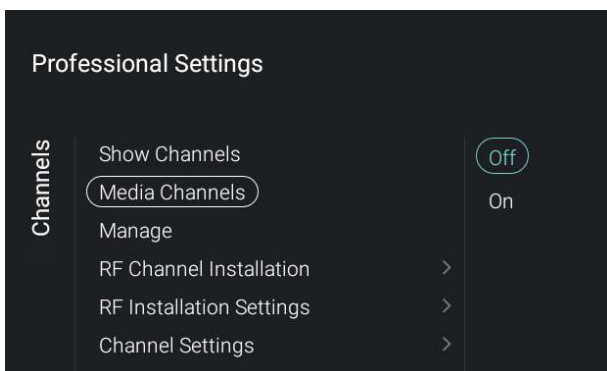 Professional Settings
Channels
Show Channels
Media Channels
Manage
RF Channel Installation
RF Installation Settings
Channel Settings
Off
On